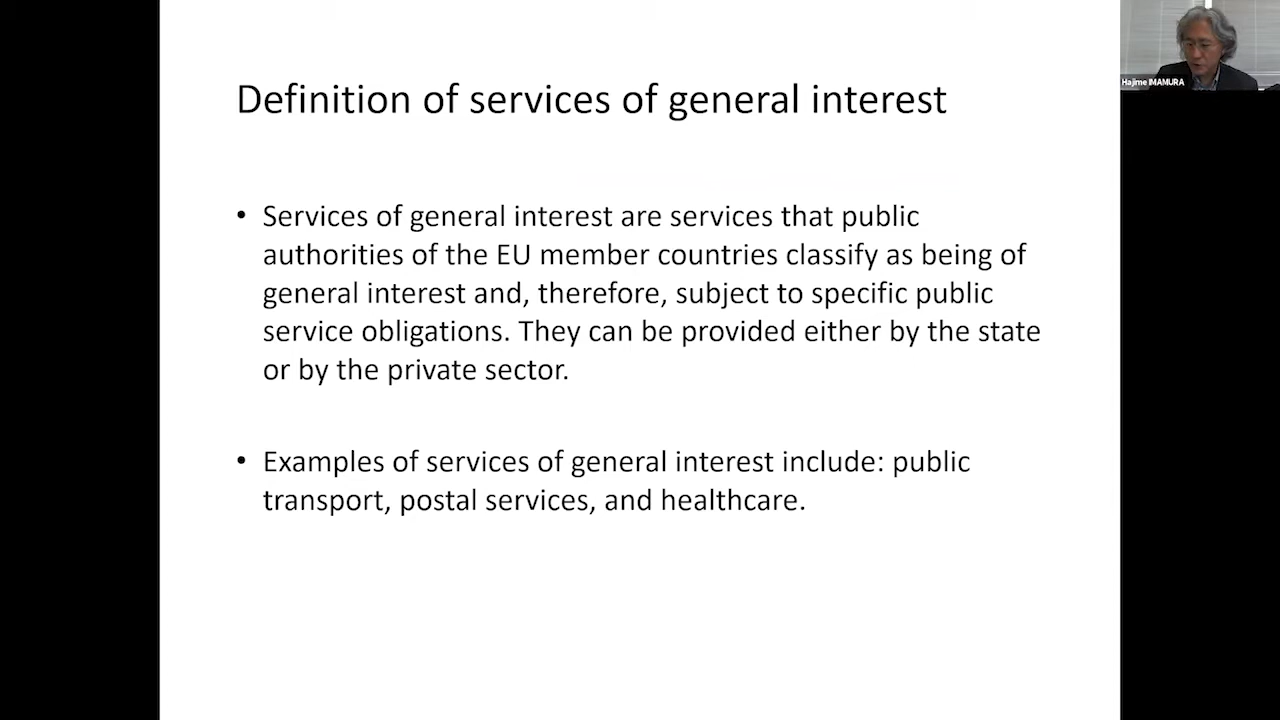 Definition of services of general interest
• Services of general interest are services that public
authorities of the EU member countries classify as being of
general interest and, therefore, subject to specific public
service obligations. They can be provided either by the state
or by the private sector.
• Examples of services of general interest include: public
transport, postal services, and healthcare.
Hajime IMAMURA